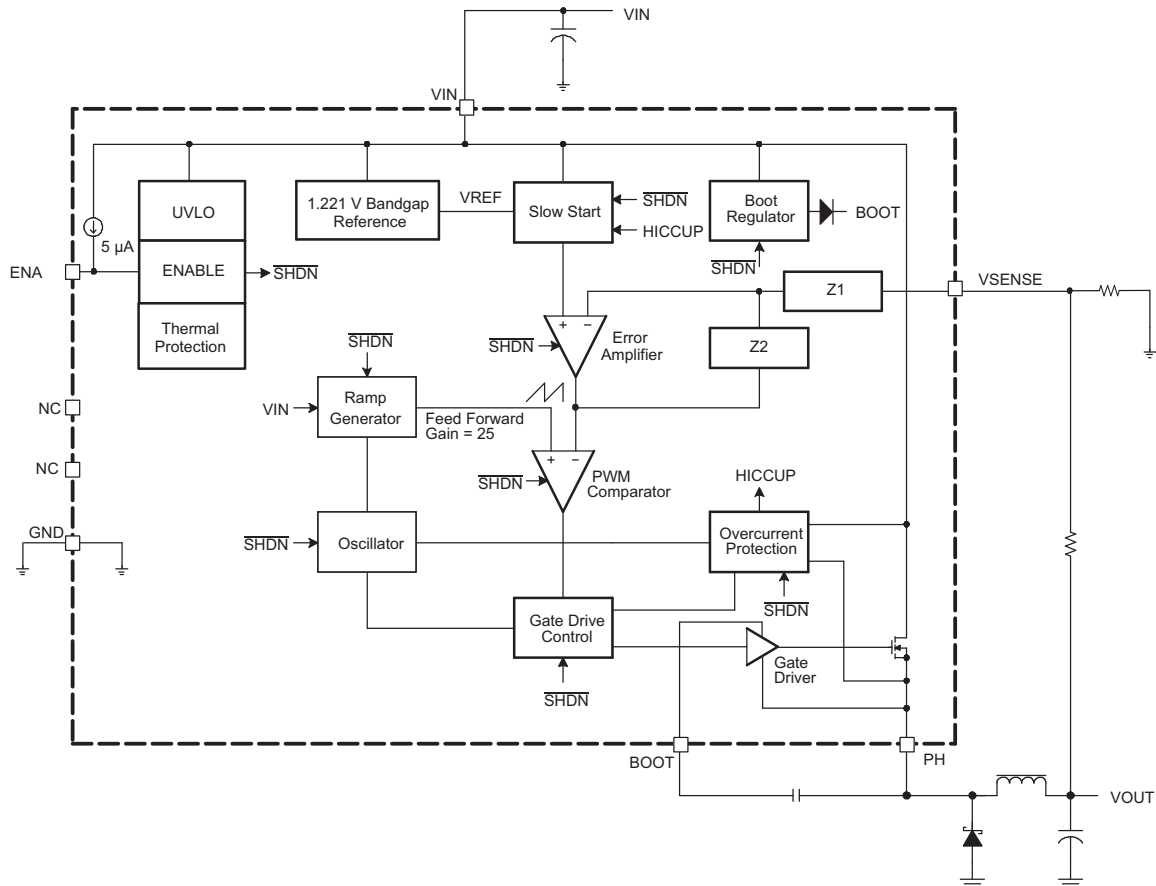 VIN
VIN
UVLO
1.221 V Bandgap
Reference
VREF
Slow Start
SHDN
HICCUP
Boot
Regulator
BOOT
SHDN
5 µA
ENA
ENABLE
SHDN
Thermal
Protection
Z1
VSENSE
Z2
SHDN
+ −
Error
Amplifier
SHDN
VIN
Ramp
Generator
Feed Forward
Gain = 25
NC
NC
+ −
SHDN
PWM
Comparator
HICCUP
GND
SHDN
Oscillator
Overcurrent
Protection
SHDN
Gate Drive
Control
SHDN
Gate
Driver
BOOT
PH
VOUT